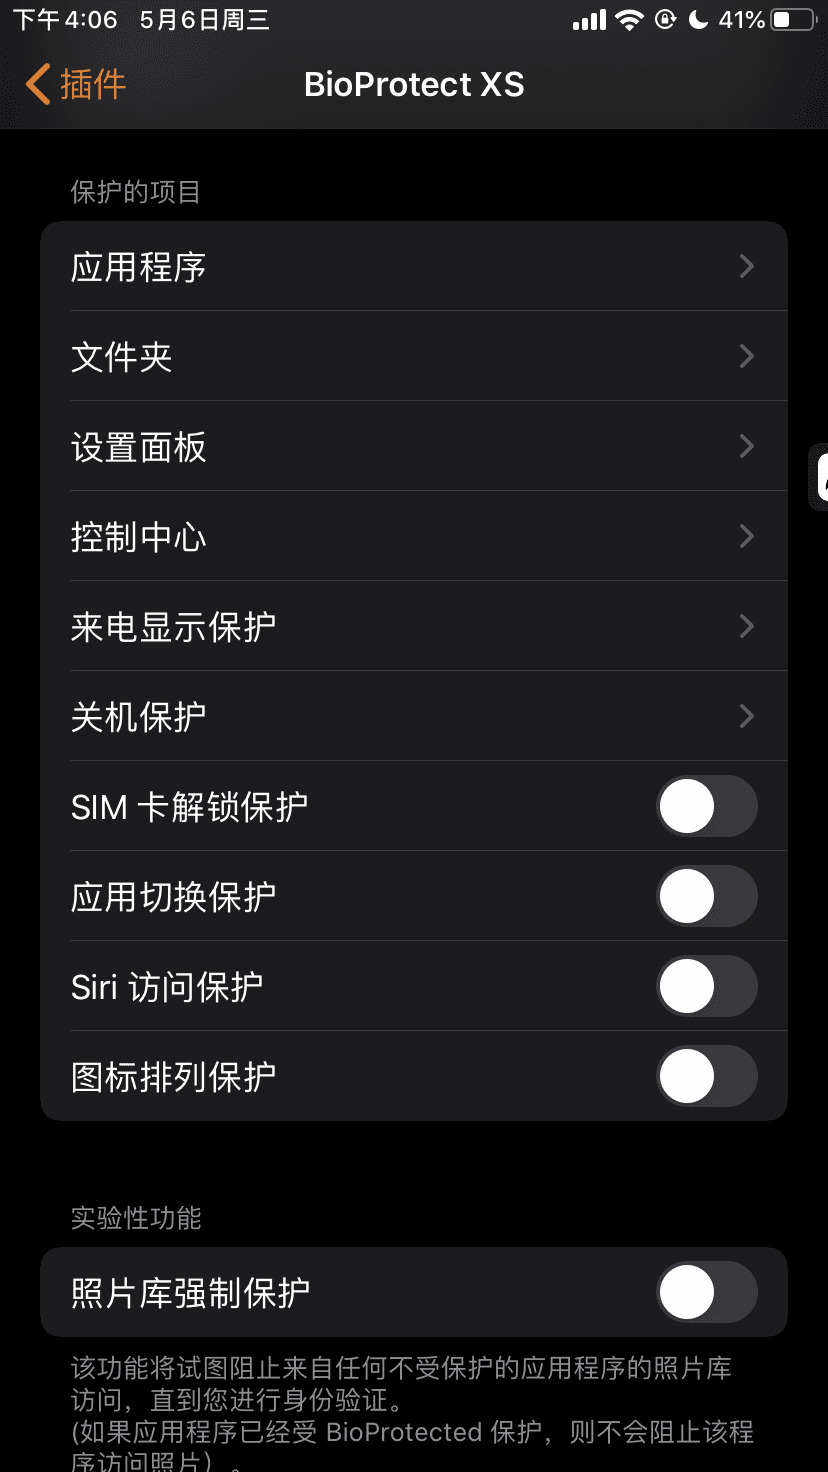 下午4:06 5月6日周三 41%
插件 BioProtect XS
保护的项目
应用程序
文件夹
设置面板
控制中心
来电显示保护
关机保护
SIM 卡解锁保护
应用切换保护
Siri 访问保护
图标排列保护
实验性功能
照片库强制保护
该功能将试图阻止来自任何不受保护的应用程序的照片库
访问，直到您进行身份验证。
(如果应用程序已经受 BioProtected 保护，则不会阻止该程
序访问照片）。